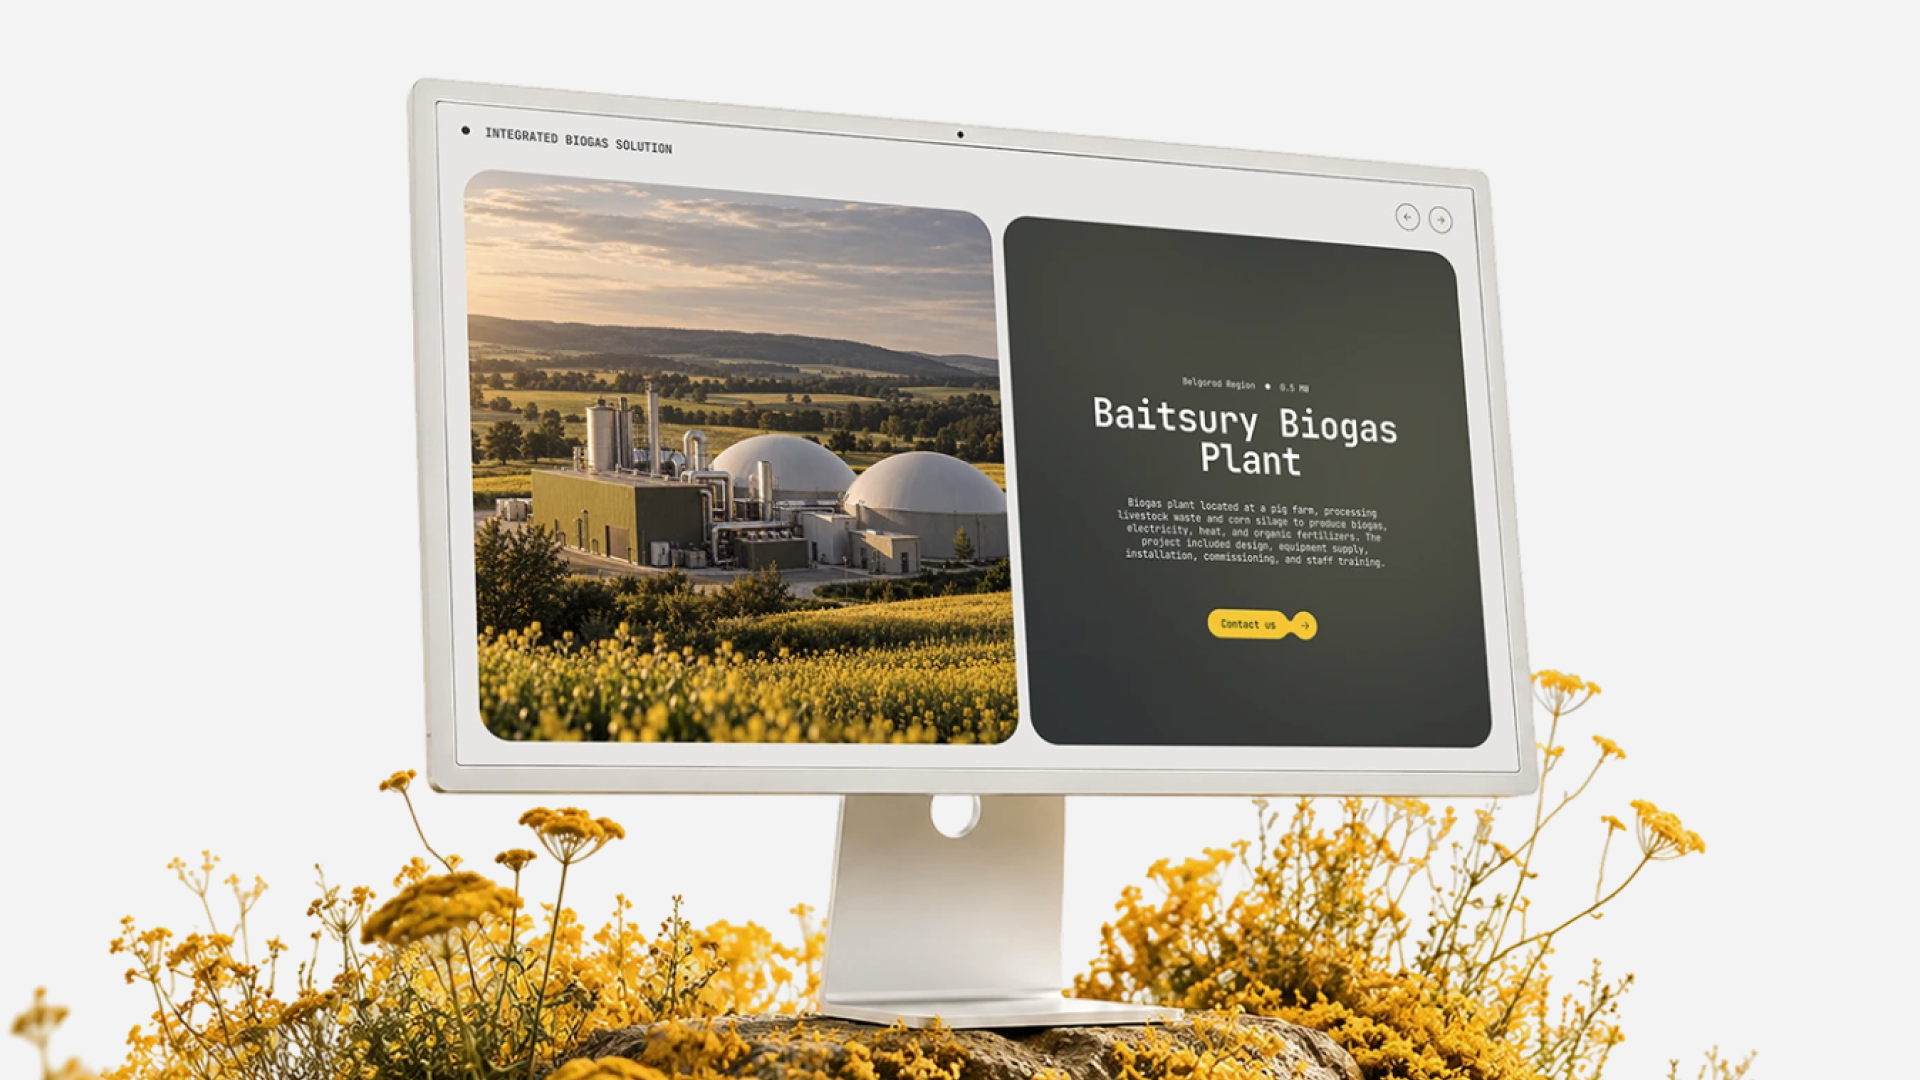 INTEGRATED BIOGAS SOLUTION
Belgorod Region • 0.5 MW
Baitsury Biogas
Plant
Biogas plant located at a pig farm, processing
livestock waste and corn silage to produce biogas,
electricity, heat, and organic fertilizers. The
project included design, equipment supply,
installation, commissioning, and staff training.
Contact us